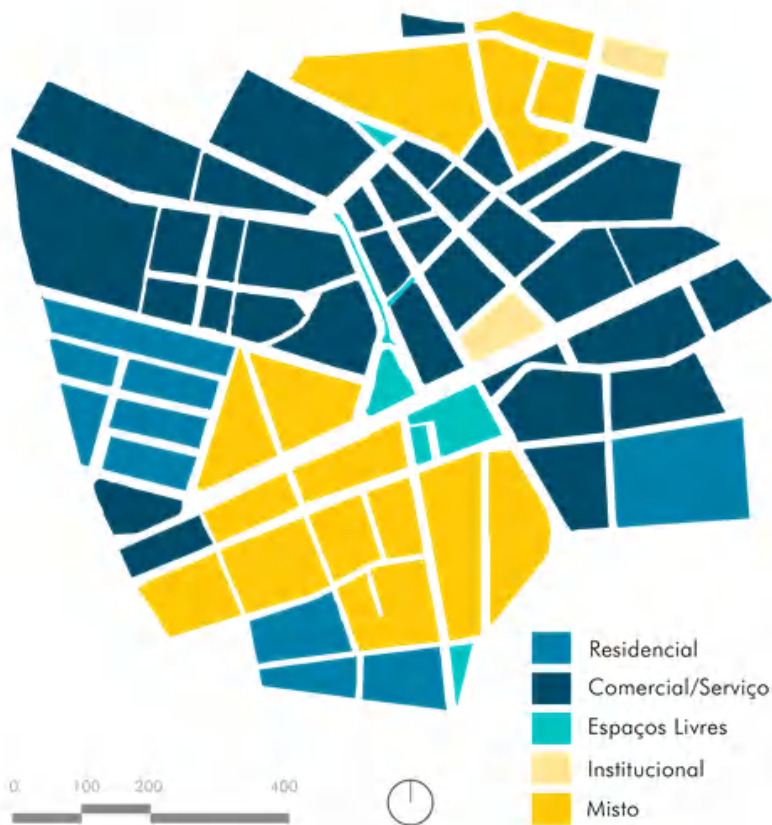 Residencial
Comercial/Serviço
Espaços Livres
Institucional
Misto
0 100 200 400